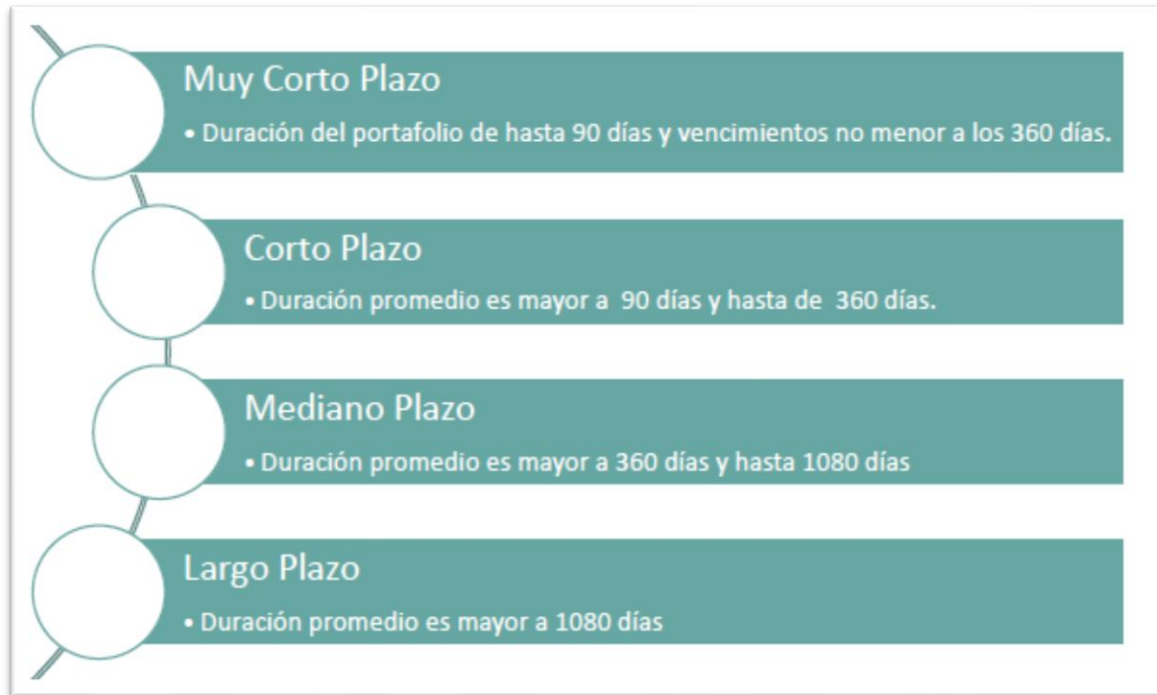 Muy Corto Plazo
• Duración del portafolio de hasta 90 días y vencimientos no menor a los 360 días.
Corto Plazo
• Duración promedio es mayor a  90 días y hasta de  360 días.
Mediano Plazo
• Duración promedio es mayor a 360 días y hasta 1080 días
Largo Plazo
• Duración promedio es mayor a 1080 días